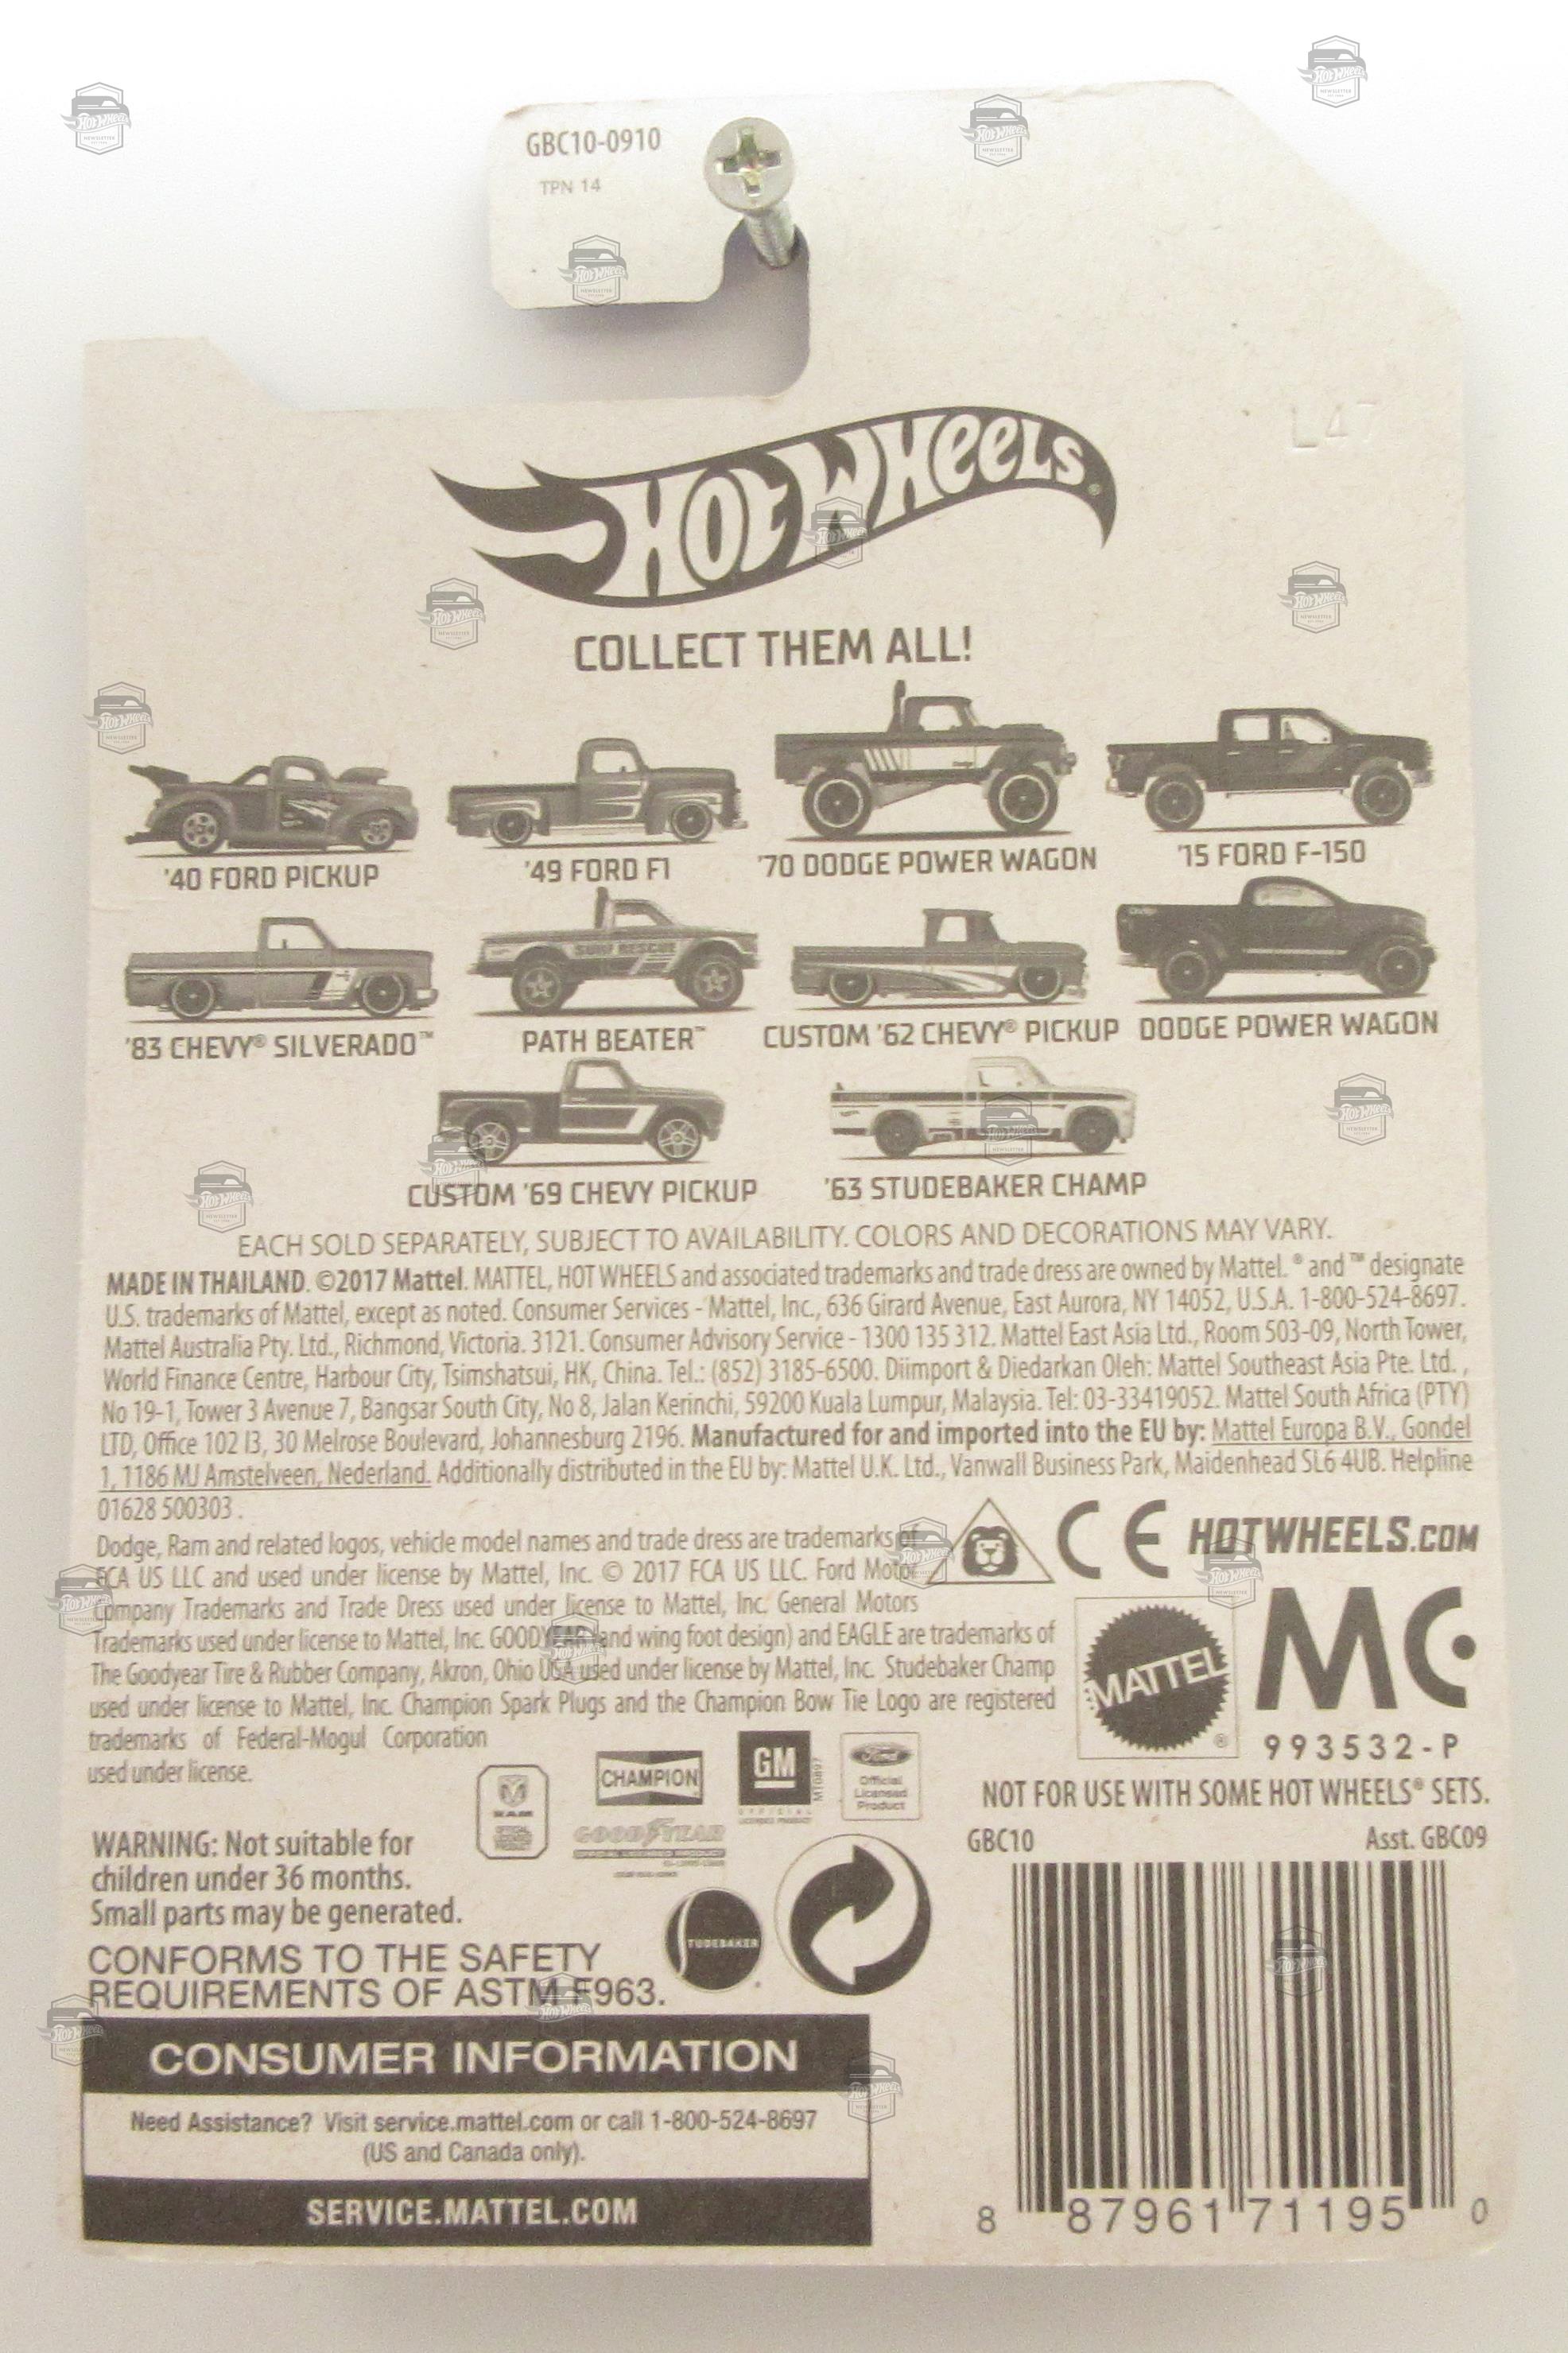 GBC10-0910
TPN 14
L47
HOT WHEELS®
COLLECT THEM ALL!
'40 FORD PICKUP
'49 FORD F1
'70 DODGE POWER WAGON
'15 FORD F-150
SURF RESCUE
'83 CHEVY® SILVERADO™
PATH BEATER™
CUSTOM '62 CHEVY® PICKUP
DODGE POWER WAGON
CUSTOM '69 CHEVY PICKUP
'63 STUDEBAKER CHAMP
EACH SOLD SEPARATELY, SUBJECT TO AVAILABILITY. COLORS AND DECORATIONS MAY VARY.
MADE IN THAILAND. ©2017 Mattel. MATTEL, HOT WHEELS and associated trademarks and trade dress are owned by Mattel. ® and ™ designate
U.S. trademarks of Mattel, except as noted. Consumer Services - Mattel, Inc., 636 Girard Avenue, East Aurora, NY 14052, U.S.A. 1-800-524-8697.
Mattel Australia Pty. Ltd., Richmond, Victoria. 3121. Consumer Advisory Service - 1300 135 312. Mattel East Asia Ltd., Room 503-09, North Tower,
World Finance Centre, Harbour City, Tsimshatsui, HK, China. Tel.: (852) 3185-6500. Diimport & Diedarkan Oleh: Mattel Southeast Asia Pte. Ltd. ,
No 19-1, Tower 3 Avenue 7, Bangsar South City, No 8, Jalan Kerinchi, 59200 Kuala Lumpur, Malaysia. Tel: 03-33419052. Mattel South Africa (PTY)
LTD, Office 102 I3, 30 Melrose Boulevard, Johannesburg 2196. Manufactured for and imported into the EU by: Mattel Europa B.V., Gondel
1, 1186 MJ Amstelveen, Nederland. Additionally distributed in the EU by: Mattel U.K. Ltd., Vanwall Business Park, Maidenhead SL6 4UB. Helpline
01628 500303 .
Dodge, Ram and related logos, vehicle model names and trade dress are trademarks of
FCA US LLC and used under license by Mattel, Inc. © 2017 FCA US LLC. Ford Motor
Company Trademarks and Trade Dress used under license to Mattel, Inc. General Motors
Trademarks used under license to Mattel, Inc. GOODYEAR (and wing foot design) and EAGLE are trademarks of
The Goodyear Tire & Rubber Company, Akron, Ohio USA used under license by Mattel, Inc. Studebaker Champ
used under license to Mattel, Inc. Champion Spark Plugs and the Champion Bow Tie Logo are registered
trademarks of Federal-Mogul Corporation
used under license.
CE
HOTWHEELS.COM
MATTEL®
MC
993532-P
NOT FOR USE WITH SOME HOT WHEELS® SETS.
RAM
CHAMPION
GM
OFFICIAL
MT0897
Ford
Official
Licensed
Product
GOODYEAR
STUDEBAKER
WARNING: Not suitable for
children under 36 months.
Small parts may be generated.
CONFORMS TO THE SAFETY
REQUIREMENTS OF ASTM F963.
CONSUMER INFORMATION
Need Assistance? Visit service.mattel.com or call 1-800-524-8697
(US and Canada only).
SERVICE.MATTEL.COM
GBC10
Asst. GBC09
8 87961 71195 0